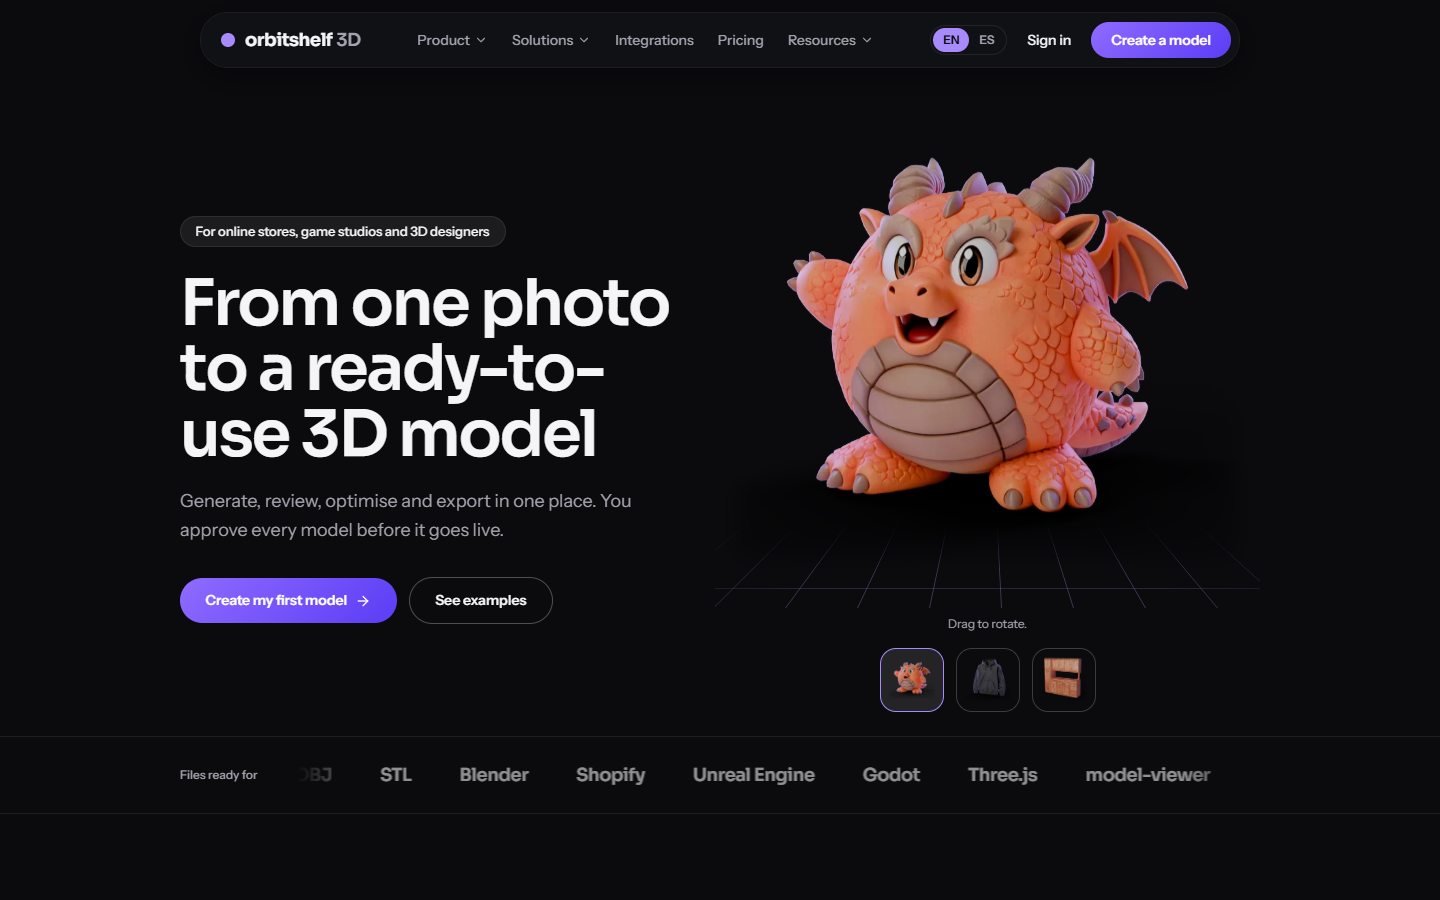 orbitshelf 3D
Product
Solutions
Integrations
Pricing
Resources
EN
ES
Sign in
Create a model
For online stores, game studios and 3D designers
From one photo
to a ready-to-
use 3D model
Generate, review, optimise and export in one place. You
approve every model before it goes live.
Create my first model
See examples
Drag to rotate.
Files ready for
OBJ
STL
Blender
Shopify
Unreal Engine
Godot
Three.js
model-viewer